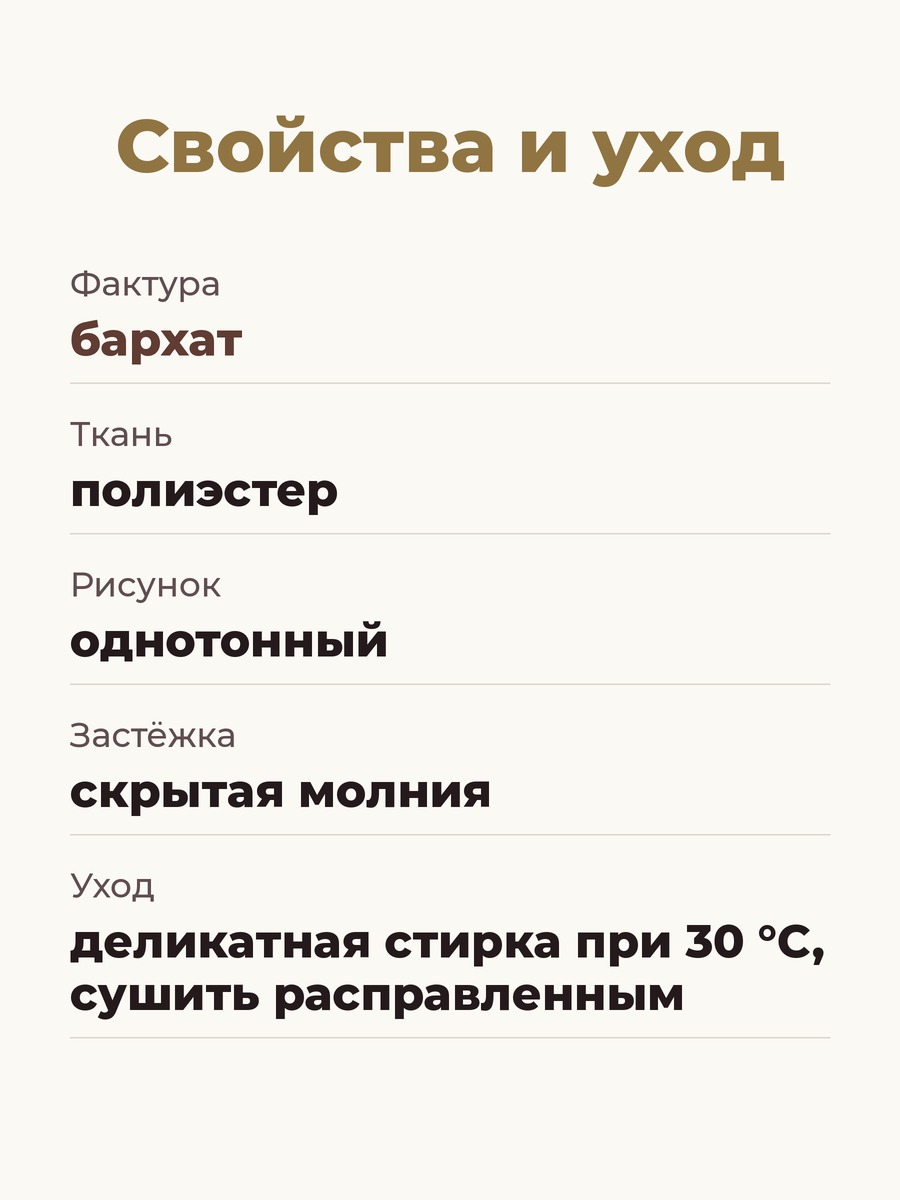 Свойства и уход
Фактура
бархат
Ткань
полиэстер
Рисунок
однотонный
Застёжка
скрытая молния
Уход
деликатная стирка при 30 °С,
сушить расправленным